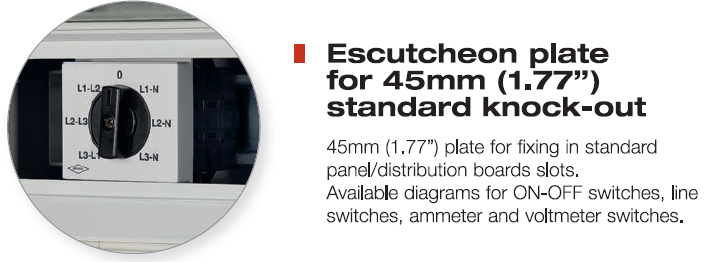 0
L1-L2 L1-N
L2-L3 L2-N
L3-L1 L3-N
Escutcheon plate
for 45mm (1.77”)
standard knock-out
45mm (1.77”) plate for fixing in standard
panel/distribution boards slots.
Available diagrams for ON-OFF switches, line
switches, ammeter and voltmeter switches.